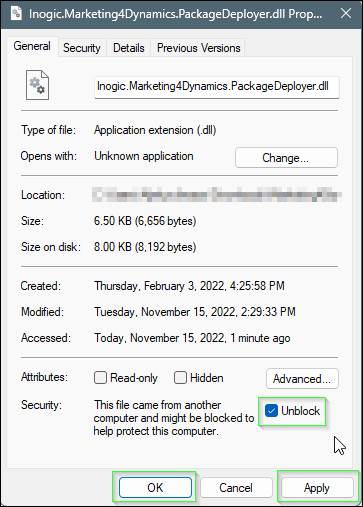 Inogic.Marketing4Dynamics.PackageDeployer.dll Prop...
General Security Details Previous Versions
Inogic.Marketing4Dynamics.PackageDeployer.dll
Type of file: Application extension (.dll)
Opens with: Unknown application Change...
Location:
Size: 6.50 KB (6,656 bytes)
Size on disk: 8.00 KB (8,192 bytes)
Created: Thursday, February 3, 2022, 4:25:58 PM
Modified: Tuesday, November 15, 2022, 2:29:33 PM
Accessed: Today, November 15, 2022, 1 minute ago
Attributes: Read-only Hidden Advanced...
Security: This file came from another
computer and might be blocked to
help protect this computer.
Unblock
OK Cancel Apply